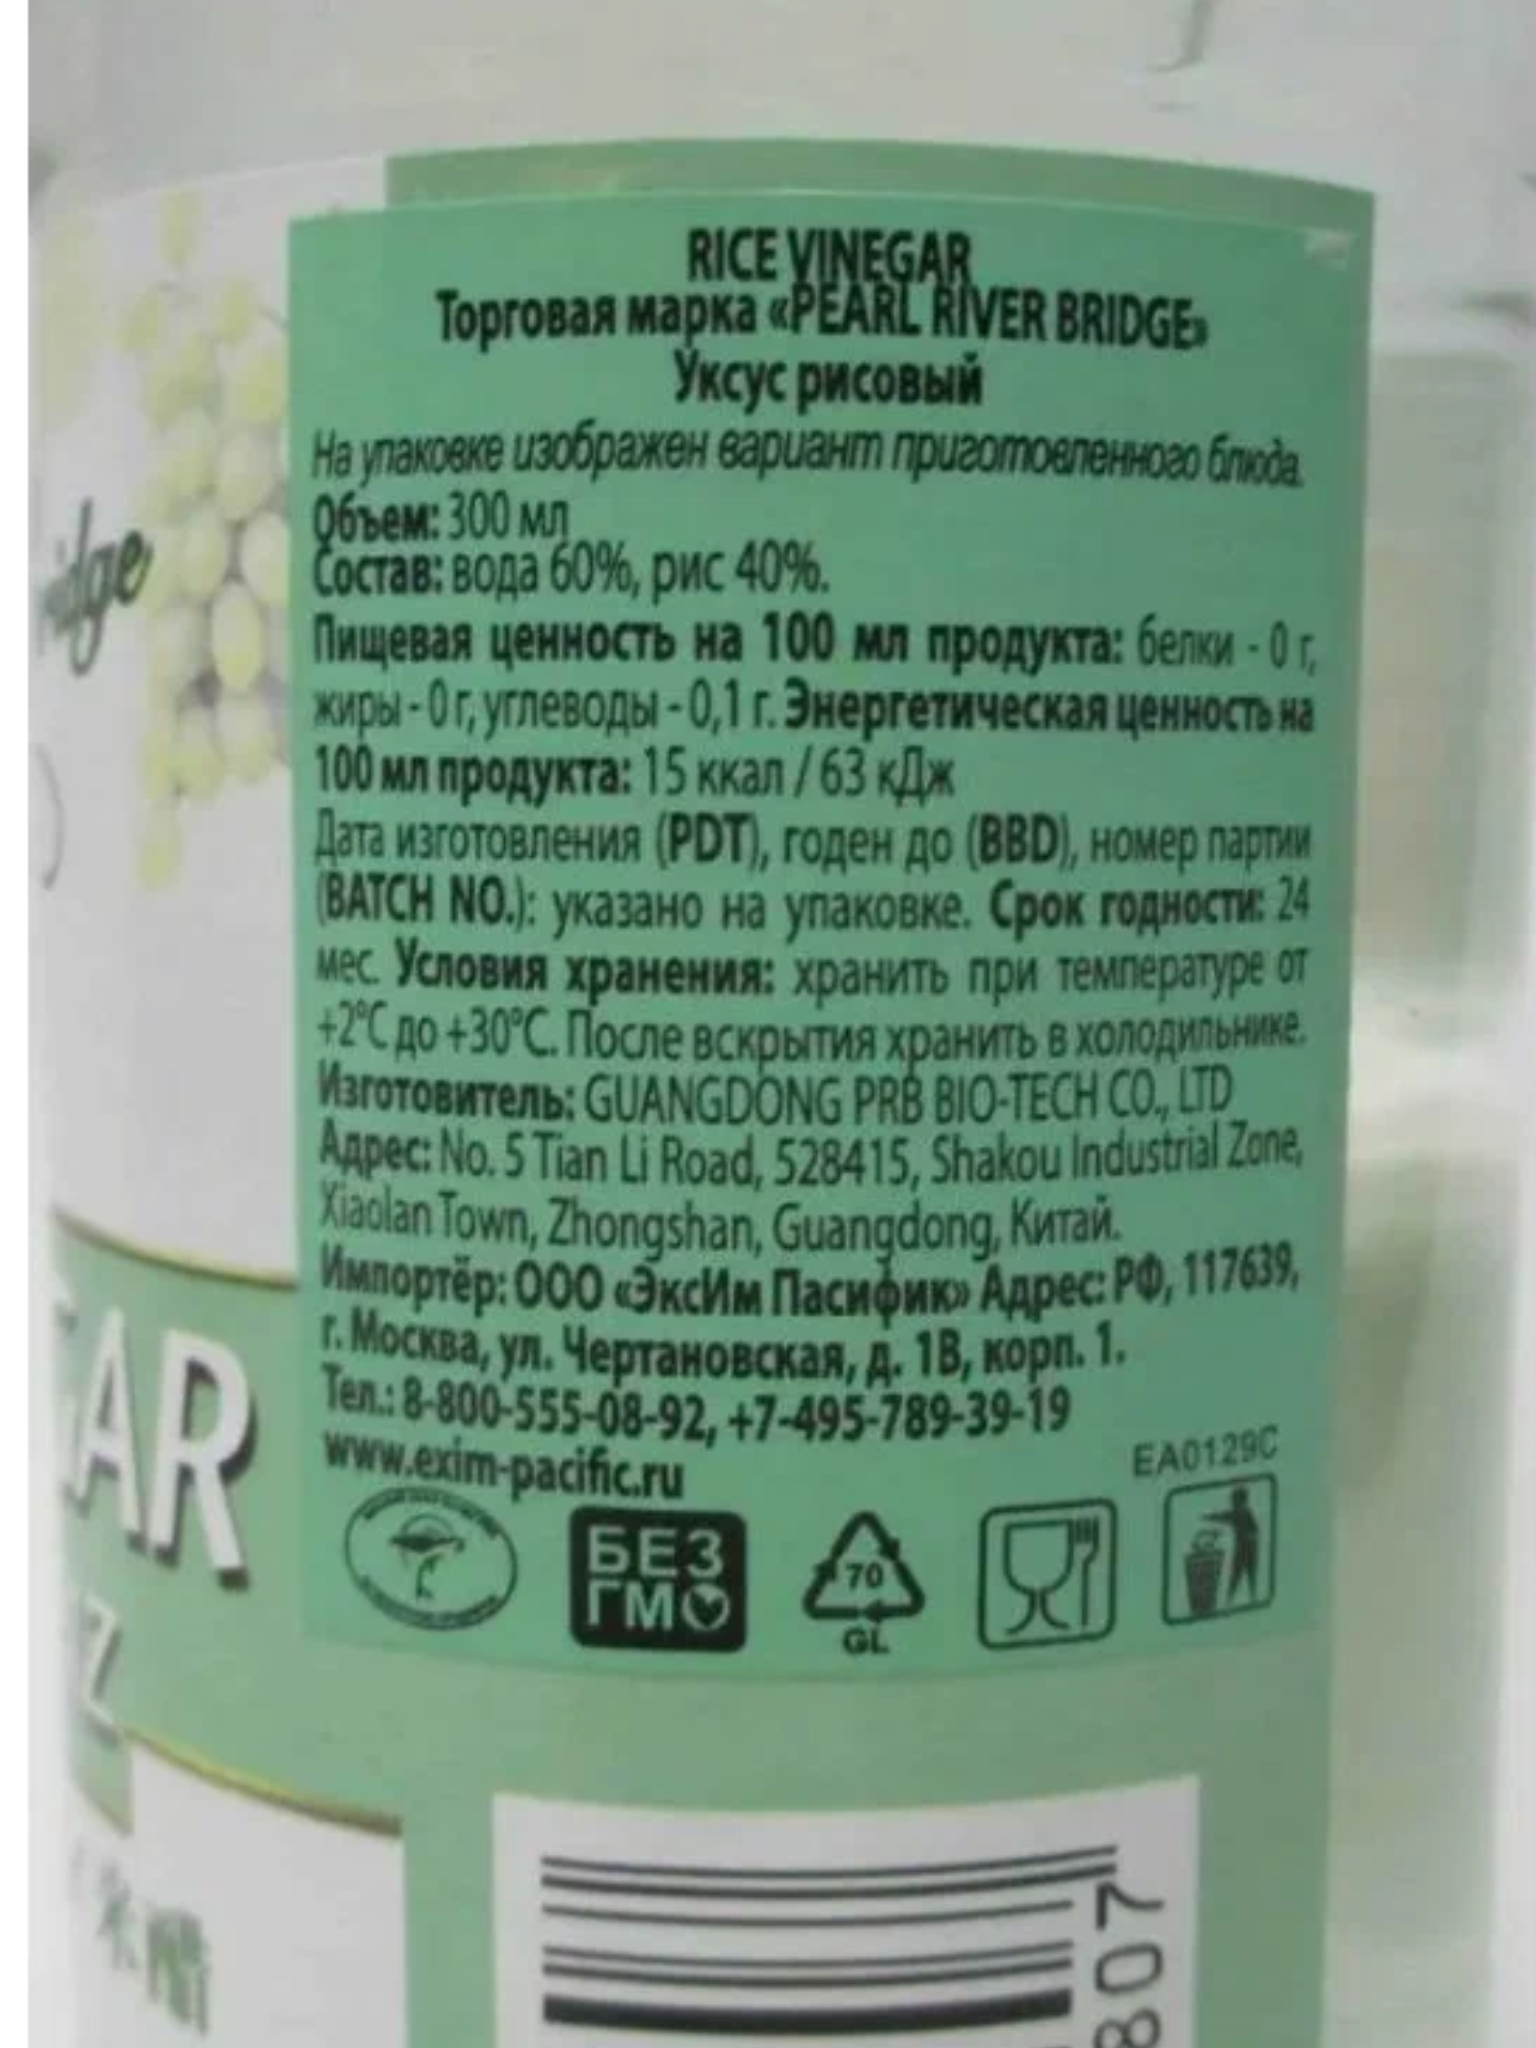 RICE VINEGAR
Торговая марка «PEARL RIVER BRIDGE»
Уксус рисовый
На упаковке изображен вариант приготовленного блюда.
Объем: 300 мл
Состав: вода 60%, рис 40%.
Пищевая ценность на 100 мл продукта: белки - 0 г,
жиры - 0 г, углеводы - 0,1 г. Энергетическая ценность на
100 мл продукта: 15 ккал / 63 кДж
Дата изготовления (PDT), годен до (BBD), номер партии
(BATCH NO.): указано на упаковке. Срок годности: 24
мес. Условия хранения: хранить при температуре от
+2°C до +30°C. После вскрытия хранить в холодильнике.
Изготовитель: GUANGDONG PRB BIO-TECH CO., LTD
Адрес: No. 5 Tian Li Road, 528415, Shakou Industrial Zone,
Xiaolan Town, Zhongshan, Guangdong, Китай.
Импортёр: ООО «ЭксИм Пасифик» Адрес: РФ, 117639,
г. Москва, ул. Чертановская, д. 1В, корп. 1.
Тел.: 8-800-555-08-92, +7-495-789-39-19
www.exim-pacific.ru
EA0129C
БЕЗ
ГМО
70
GL
idge
GAR
Z
807